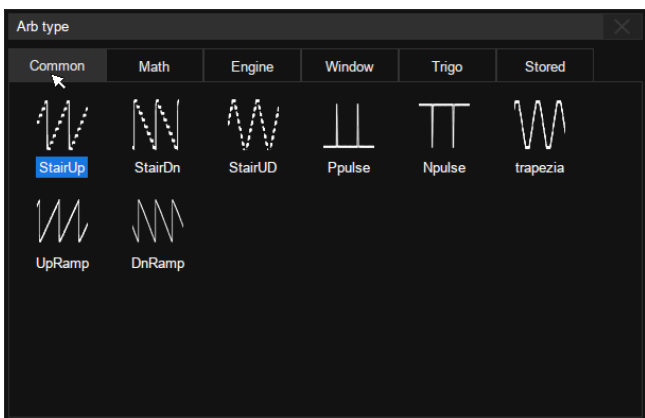 Arb type
Common Math Engine Window Trigo Stored
StairUp StairDn StairUD Ppulse Npulse trapezia
UpRamp DnRamp